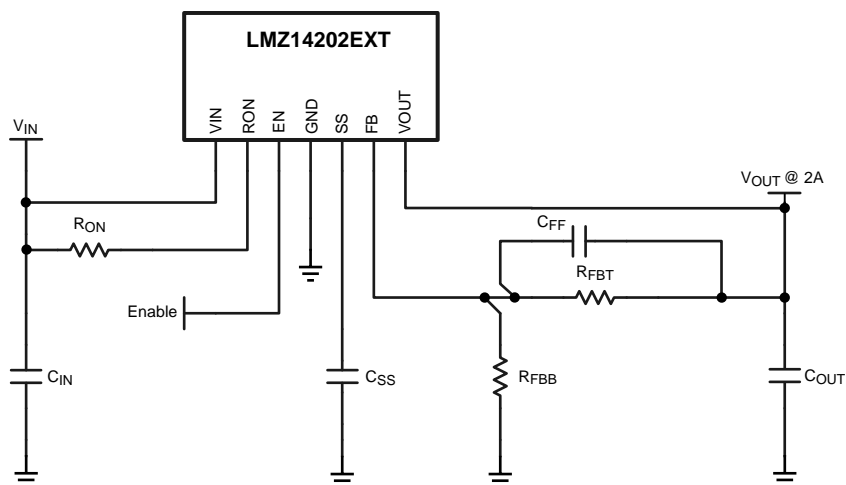 LMZ14202EXT
VIN
RON
EN
GND
SS
FB
VOUT
VIN
VOUT @ 2A
RON
CFF
RFBT
Enable
CIN
CSS
RFBB
COUT